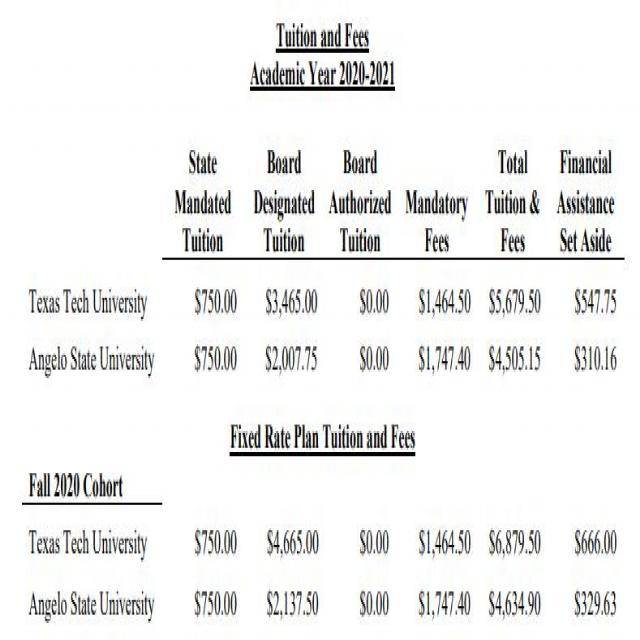 Tuition and Fees
Academic Year 2020-2021
State Board Board Total Financial
Mandated Designated Authorized Mandatory Tuition & Assistance
Tuition Tuition Tuition Fees Fees Set Aside
Texas Tech University $750.00 $3,465.00 $0.00 $1,464.50 $5,679.50 $547.75
Angelo State University $750.00 $2,007.75 $0.00 $1,747.40 $4,505.15 $310.16
Fixed Rate Plan Tuition and Fees
Fall 2020 Cohort
Texas Tech University $750.00 $4,665.00 $0.00 $1,464.50 $6,879.50 $666.00
Angelo State University $750.00 $2,137.50 $0.00 $1,747.40 $4,634.90 $329.63